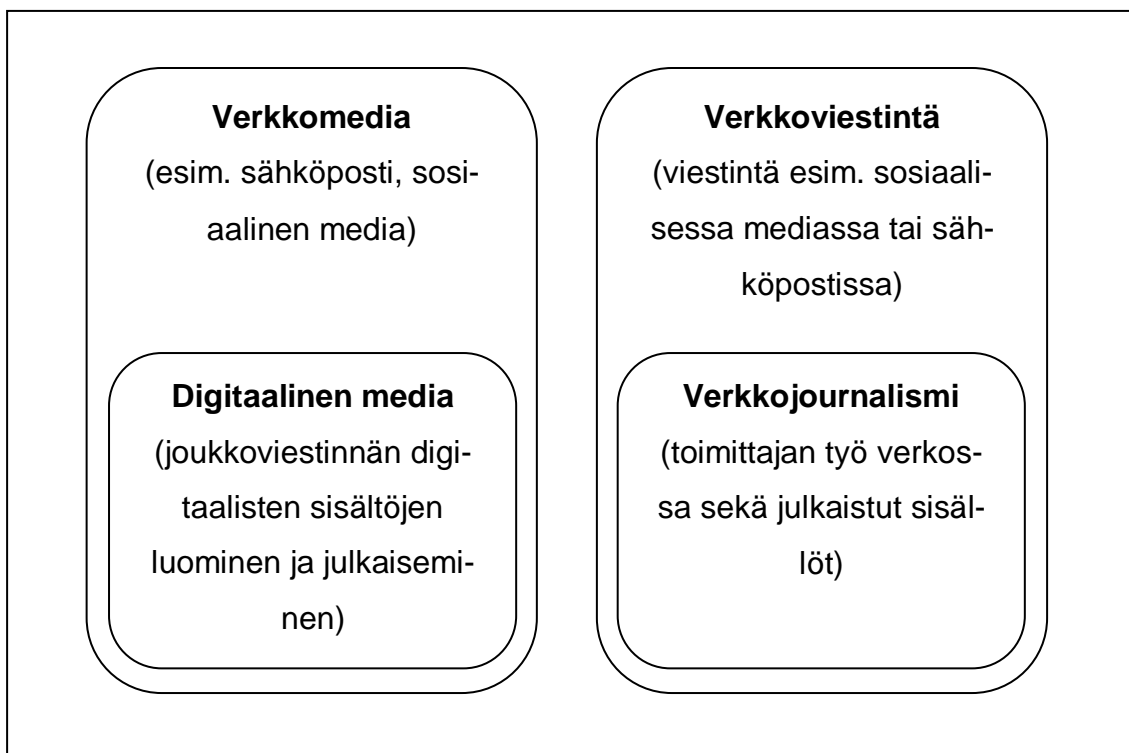 Verkkomedia
(esim. sähköposti, sosi-
aalinen media)
Digitaalinen media
(joukkoviestinnän digi-
taalisten sisältöjen
luominen ja julkaisemi-
nen)
Verkkoviestintä
(viestintä esim. sosiaali-
sessa mediassa tai säh-
köpostissa)
Verkkojournalismi
(toimittajan työ verkos-
sa sekä julkaistut sisäl-
löt)